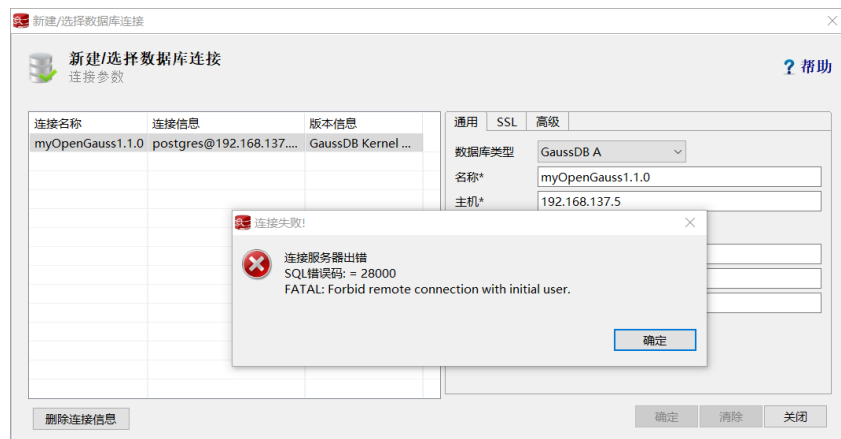 新建/选择数据库连接
新建/选择数据库连接
连接参数
? 帮助
连接名称 连接信息 版本信息
myOpenGauss1.1.0 postgres@192.168.137.... GaussDB Kernel ...
通用 SSL 高级
数据库类型 GaussDB A
名称* myOpenGauss1.1.0
主机* 192.168.137.5
连接失败!
连接服务器出错
SQL错误码: = 28000
FATAL: Forbid remote connection with initial user.
确定
删除连接信息 确定 清除 关闭